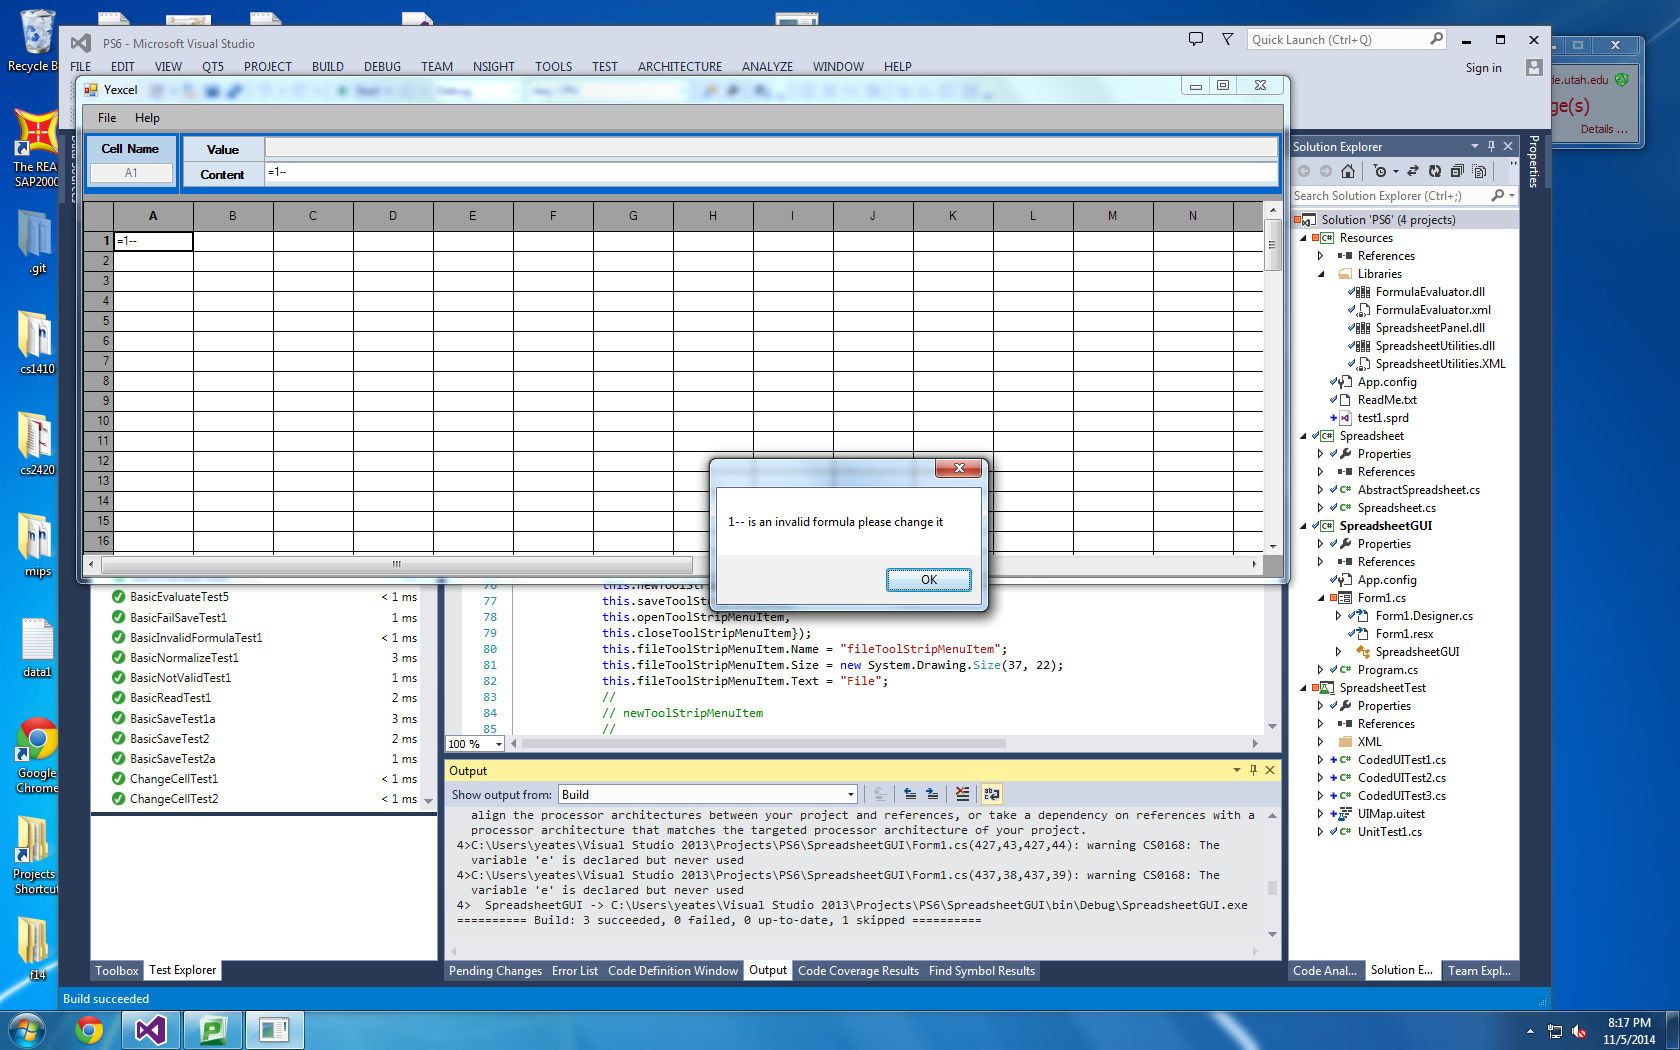 Recycle B
The REA
SAP2000
.git
cs1410
cs2420
mips
data1
Google
Chrome
Projects
Shortcut
f14
PS6 - Microsoft Visual Studio
Quick Launch (Ctrl+Q)
FILE EDIT VIEW QT5 PROJECT BUILD DEBUG TEAM NSIGHT TOOLS TEST ARCHITECTURE ANALYZE WINDOW HELP
Sign in
de.utah.edu
ge(s)
Details ...
Yexcel
File Help
Cell Name
A1
Value
Content =1--
A B C D E F G H I J K L M N
1 =1--
2
3
4
5
6
7
8
9
10
11
12
13
14
15
16
1-- is an invalid formula please change it
OK
BasicEvaluateTest5 < 1 ms
BasicFailSaveTest1 < 1 ms
BasicInvalidFormulaTest1 < 1 ms
BasicNormalizeTest1 3 ms
BasicNotValidTest1 1 ms
BasicReadTest1 2 ms
BasicSaveTest1a 3 ms
BasicSaveTest2 2 ms
BasicSaveTest2a 1 ms
ChangeCellTest1 < 1 ms
ChangeCellTest2 < 1 ms
Toolbox Test Explorer
77 this.saveToolS
78 this.openToolStripMenuItem,
79 this.closeToolStripMenuItem});
80 this.fileToolStripMenuItem.Name = "fileToolStripMenuItem";
81 this.fileToolStripMenuItem.Size = new System.Drawing.Size(37, 22);
82 this.fileToolStripMenuItem.Text = "File";
83 //
84 // newToolStripMenuItem
85 //
100 %
Output
Show output from: Build
align the processor architectures between your project and references, or take a dependency on references with a
processor architecture that matches the targeted processor architecture of your project.
4>C:\Users\yeates\Visual Studio 2013\Projects\PS6\SpreadsheetGUI\Form1.cs(427,43,427,44): warning CS0168: The
variable 'e' is declared but never used
4>C:\Users\yeates\Visual Studio 2013\Projects\PS6\SpreadsheetGUI\Form1.cs(437,38,437,39): warning CS0168: The
variable 'e' is declared but never used
4>  SpreadsheetGUI -> C:\Users\yeates\Visual Studio 2013\Projects\PS6\SpreadsheetGUI\bin\Debug\SpreadsheetGUI.exe
========== Build: 3 succeeded, 0 failed, 0 up-to-date, 1 skipped ==========
Pending Changes Error List Code Definition Window Output Code Coverage Results Find Symbol Results
Solution Explorer
Search Solution Explorer (Ctrl+;)
Solution 'PS6' (4 projects)
Resources
References
Libraries
FormulaEvaluator.dll
FormulaEvaluator.xml
SpreadsheetPanel.dll
SpreadsheetUtilities.dll
SpreadsheetUtilities.XML
App.config
ReadMe.txt
test1.sprd
Spreadsheet
Properties
References
AbstractSpreadsheet.cs
Spreadsheet.cs
SpreadsheetGUI
Properties
References
App.config
Form1.cs
Form1.Designer.cs
Form1.resx
SpreadsheetGUI
Program.cs
SpreadsheetTest
Properties
References
XML
CodedUITest1.cs
CodedUITest2.cs
CodedUITest3.cs
UIMap.uitest
UnitTest1.cs
Code Anal... Solution E... Team Expl...
Properties
Build succeeded
8:17 PM
11/5/2014